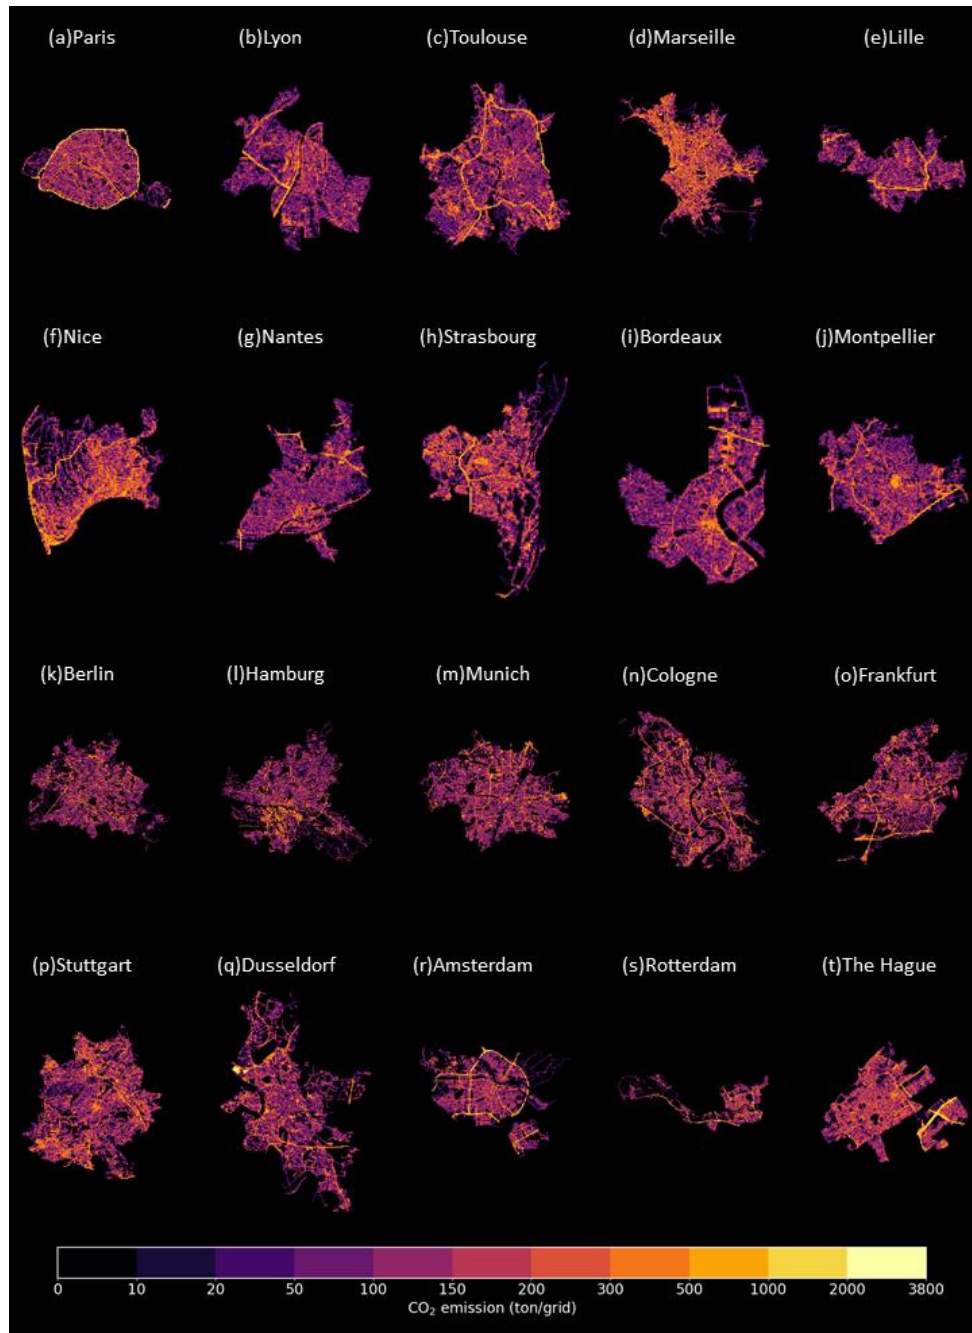 (a)Paris (b)Lyon (c)Toulouse (d)Marseille (e)Lille
(f)Nice (g)Nantes (h)Strasbourg (i)Bordeaux (j)Montpellier
(k)Berlin (l)Hamburg (m)Munich (n)Cologne (o)Frankfurt
(p)Stuttgart (q)Dusseldorf (r)Amsterdam (s)Rotterdam (t)The Hague
0 10 20 50 100 150 200 300 500 1000 2000 3800
CO₂ emission (ton/grid)